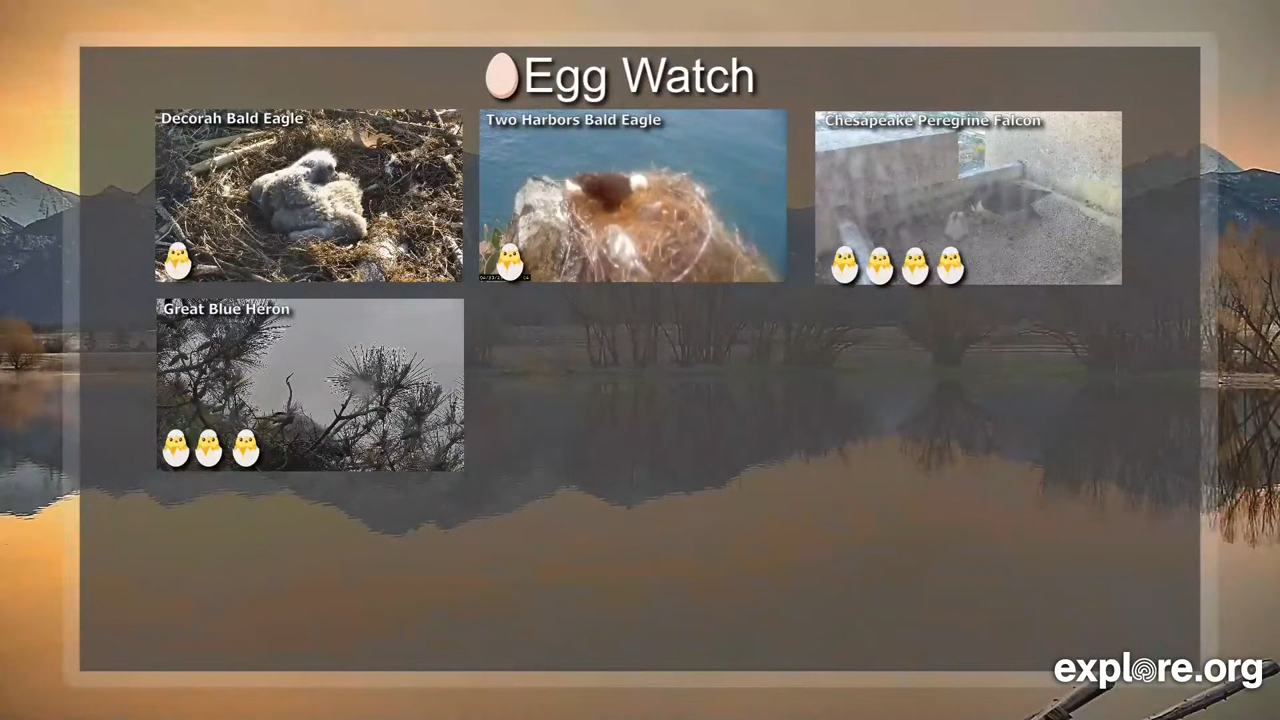 Egg Watch
Decorah Bald Eagle
Two Harbors Bald Eagle
Chesapeake Peregrine Falcon
Great Blue Heron
explore.org